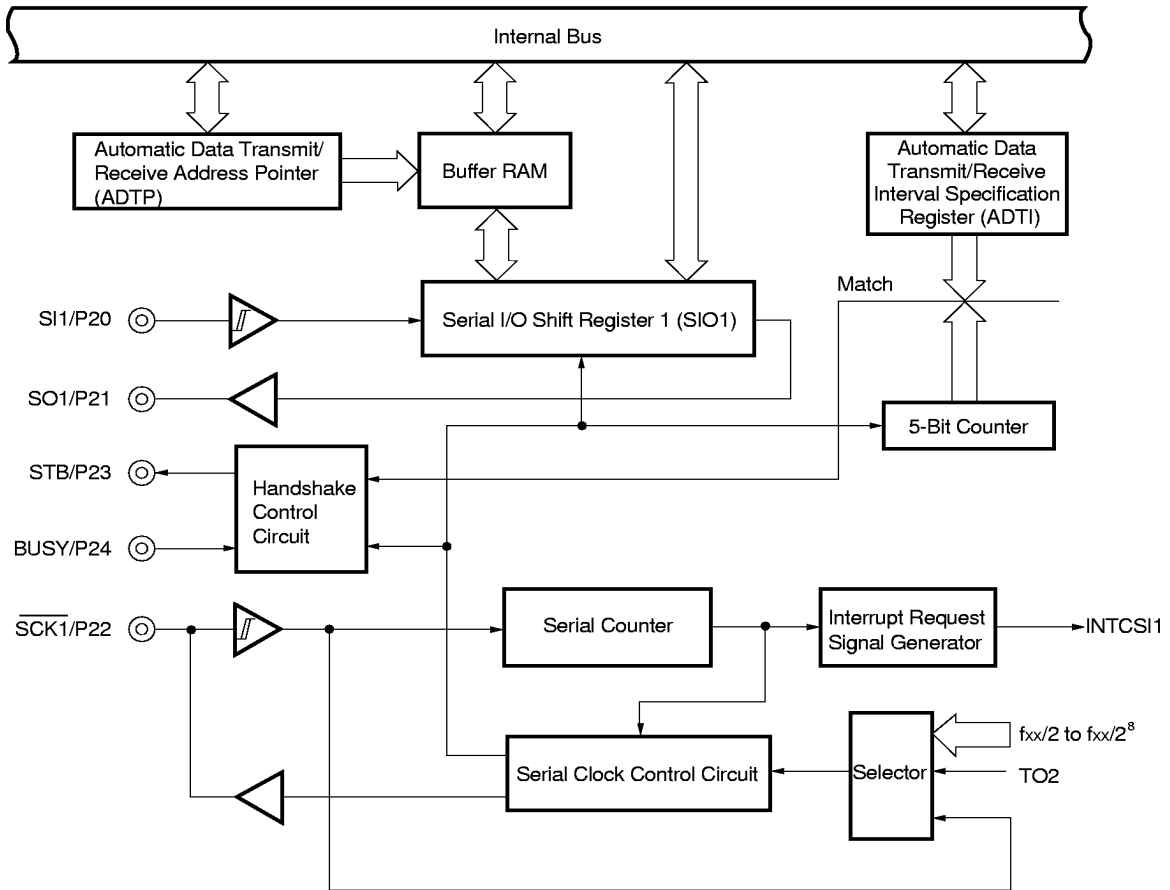 Internal Bus
Automatic Data Transmit/
Receive Address Pointer
(ADTP)
Buffer RAM
Automatic Data
Transmit/Receive
Interval Specification
Register (ADTI)
Match
SI1/P20
Serial I/O Shift Register 1 (SIO1)
SO1/P21
5-Bit Counter
STB/P23
Handshake
Control
Circuit
BUSY/P24
S̅C̅K̅1̅/P22
Serial Counter
Interrupt Request
Signal Generator
INTCSI1
fxx/2 to fxx/2⁸
Serial Clock Control Circuit
Selector
TO2